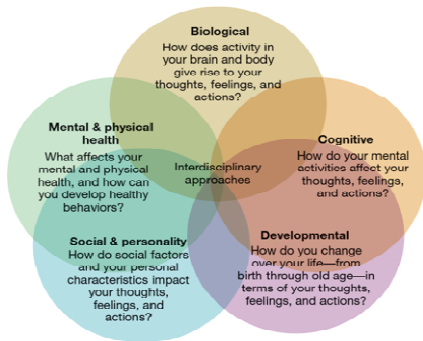 Biological
How does activity in
your brain and body
give rise to your
thoughts, feelings, and
actions?
Mental & physical
health
What affects your
mental and physical
health, and how can
you develop healthy
behaviors?
Interdisciplinary
approaches
Cognitive
How do your mental
activities affect your
thoughts, feelings,
and actions?
Social & personality
How do social factors
and your personal
characteristics impact
your thoughts,
feelings, and
actions?
Developmental
How do you change
over your life—from
birth through old age—in
terms of your thoughts,
feelings, and actions?